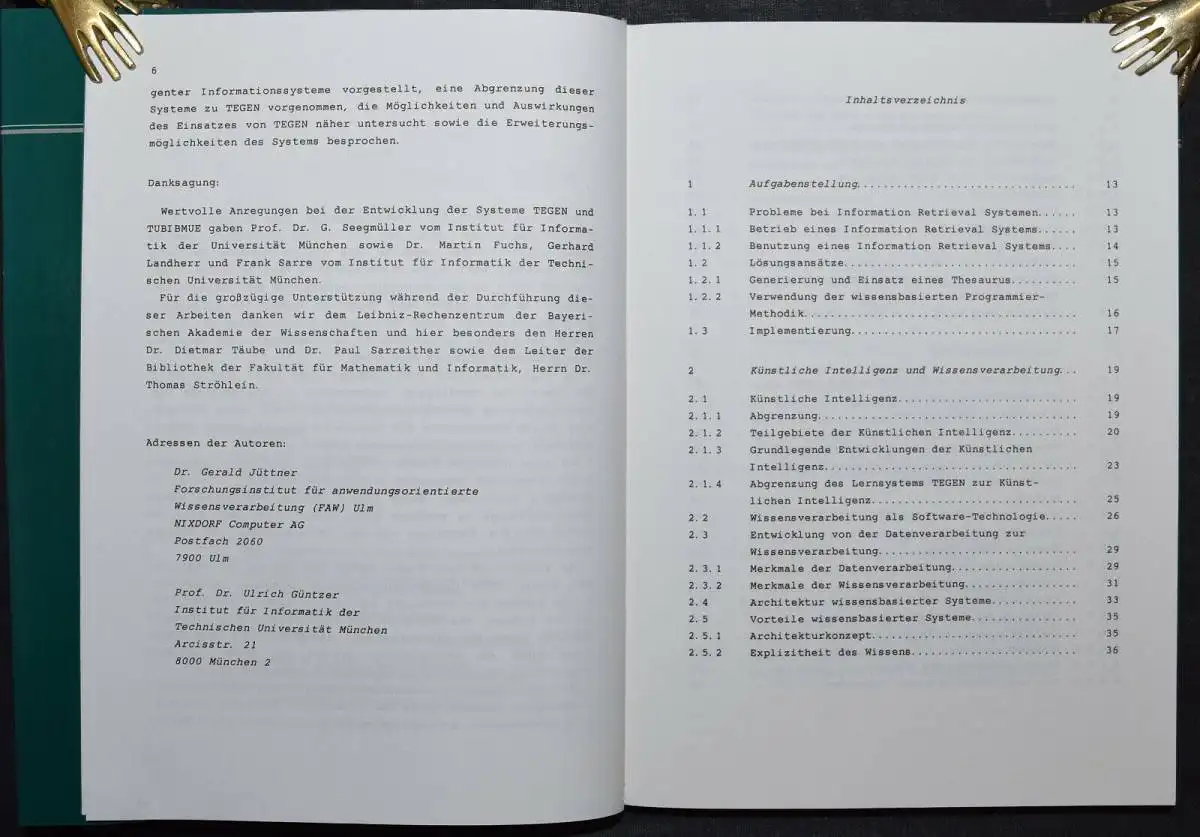 6
genter Informationssysteme vorgestellt, eine Abgrenzung dieser
Systeme zu TEGEN vorgenommen, die Möglichkeiten und Auswirkungen
des Einsatzes von TEGEN näher untersucht sowie die Erweiterungs-
möglichkeiten des Systems besprochen.
Danksagung:
Wertvolle Anregungen bei der Entwicklung der Systeme TEGEN und
TUBIBMUE gaben Prof. Dr. G. Seegmüller vom Institut für Informa-
tik der Universität München sowie Dr. Martin Fuchs, Gerhard
Landherr und Frank Sarre vom Institut für Informatik der Techni-
schen Universität München.
Für die großzügige Unterstützung während der Durchführung die-
ser Arbeiten danken wir dem Leibniz-Rechenzentrum der Bayeri-
schen Akademie der Wissenschaften und hier besonders den Herren
Dr. Dietmar Täube und Dr. Paul Sarreither sowie dem Leiter der
Bibliothek der Fakultät für Mathematik und Informatik, Herrn Dr.
Thomas Ströhlein.
Adressen der Autoren:
Dr. Gerald Jüttner
Forschungsinstitut für anwendungsorientierte
Wissensverarbeitung (FAW) Ulm
NIXDORF Computer AG
Postfach 2060
7900 Ulm
Prof. Dr. Ulrich Güntzer
Institut für Informatik der
Technischen Universität München
Arcisstr. 21
8000 München 2
Inhaltsverzeichnis
1 Aufgabenstellung................................ 13
1.1 Probleme bei Information Retrieval Systemen...... 13
1.1.1 Betrieb eines Information Retrieval Systems...... 13
1.1.2 Benutzung eines Information Retrieval Systems.... 14
1.2 Lösungsansätze................................... 15
1.2.1 Generierung und Einsatz eines Thesaurus.......... 15
1.2.2 Verwendung der wissensbasierten Programmier-
Methodik......................................... 16
1.3 Implementierung.................................. 17
2 Künstliche Intelligenz und Wissensverarbeitung... 19
2.1 Künstliche Intelligenz........................... 19
2.1.1 Abgrenzung....................................... 19
2.1.2 Teilgebiete der Künstlichen Intelligenz.......... 20
2.1.3 Grundlegende Entwicklungen der Künstlichen
Intelligenz...................................... 23
2.1.4 Abgrenzung des Lernsystems TEGEN zur Künst-
lichen Intelligenz............................... 25
2.2 Wissensverarbeitung als Software-Technologie..... 26
2.3 Entwicklung von der Datenverarbeitung zur
Wissensverarbeitung.............................. 29
2.3.1 Merkmale der Datenverarbeitung................... 29
2.3.2 Merkmale der Wissensverarbeitung................. 31
2.4 Architektur wissensbasierter Systeme............. 33
2.5 Vorteile wissensbasierter Systeme................ 35
2.5.1 Architekturkonzept............................... 35
2.5.2 Explizitheit des Wissens......................... 36